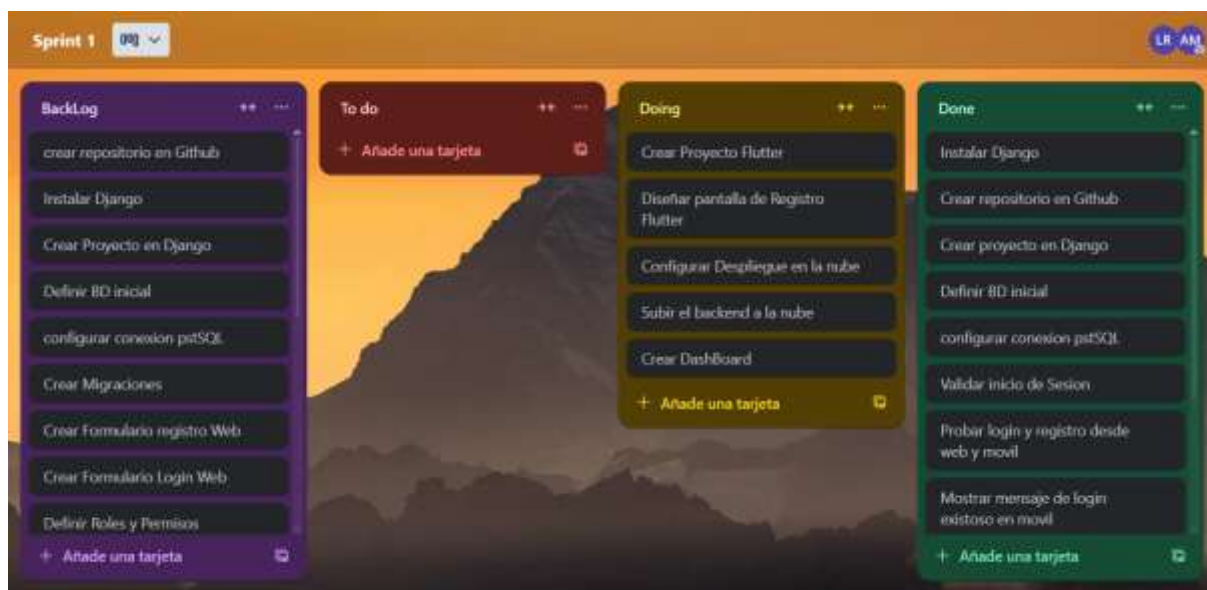 Sprint 1
LR AM
BackLog
crear repositorio en Github
Instalar Django
Crear Proyecto en Django
Definir BD inicial
configurar conexion pstSQL
Crear Migraciones
Crear Formulario registro Web
Crear Formulario Login Web
Definir Roles y Permisos
+ Añade una tarjeta
To do
+ Añade una tarjeta
Doing
Crear Proyecto Flutter
Diseñar pantalla de Registro
Flutter
Configurar Despliegue en la nube
Subir el backend a la nube
Crear DashBoard
+ Añade una tarjeta
Done
Instalar Django
Crear repositorio en Github
Crear proyecto en Django
Definir BD inicial
configurar conexion pstSQL
Validar inicio de Sesion
Probar login y registro desde
web y movil
Mostrar mensaje de login
existoso en movil
+ Añade una tarjeta